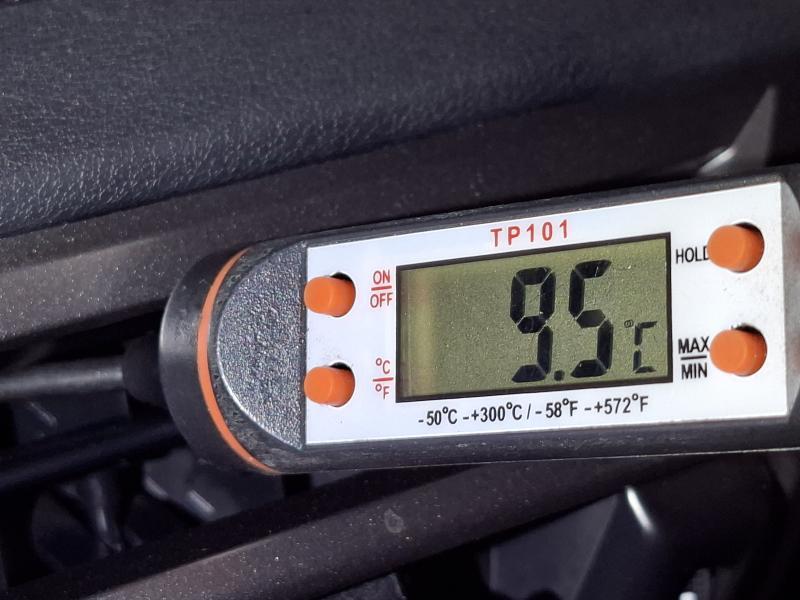 TP101
ON
OFF
HOLD
9.5°C
°C
°F
MAX
MIN
-50°C -+300°C / -58°F -+572°F